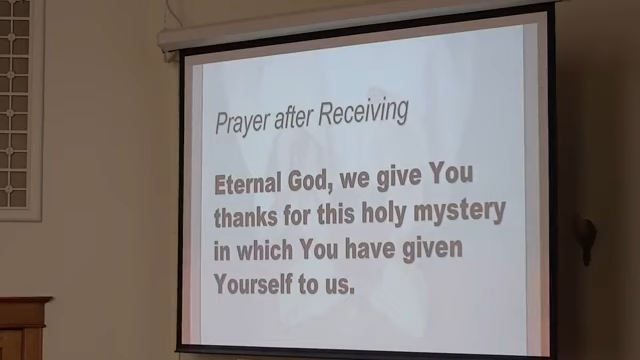 Prayer after Receiving
Eternal God, we give You
thanks for this holy mystery
in which You have given
Yourself to us.